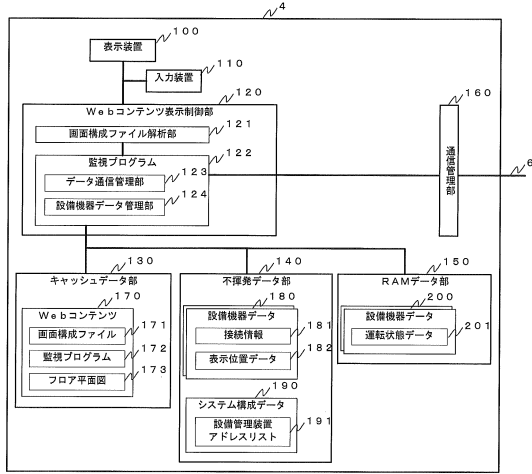 4
100
表示装置
110
入力装置
120
Webコンテンツ表示制御部
121
画面構成ファイル解析部
122
監視プログラム
123
データ通信管理部
124
設備機器データ管理部
160
通信管理部
6
130
キャッシュデータ部
170
Webコンテンツ
画面構成ファイル
171
監視プログラム
172
フロア平面図
173
140
不揮発データ部
180
設備機器データ
接続情報
181
表示位置データ
182
190
システム構成データ
設備管理装置
アドレスリスト
191
150
RAMデータ部
200
設備機器データ
運転状態データ
201